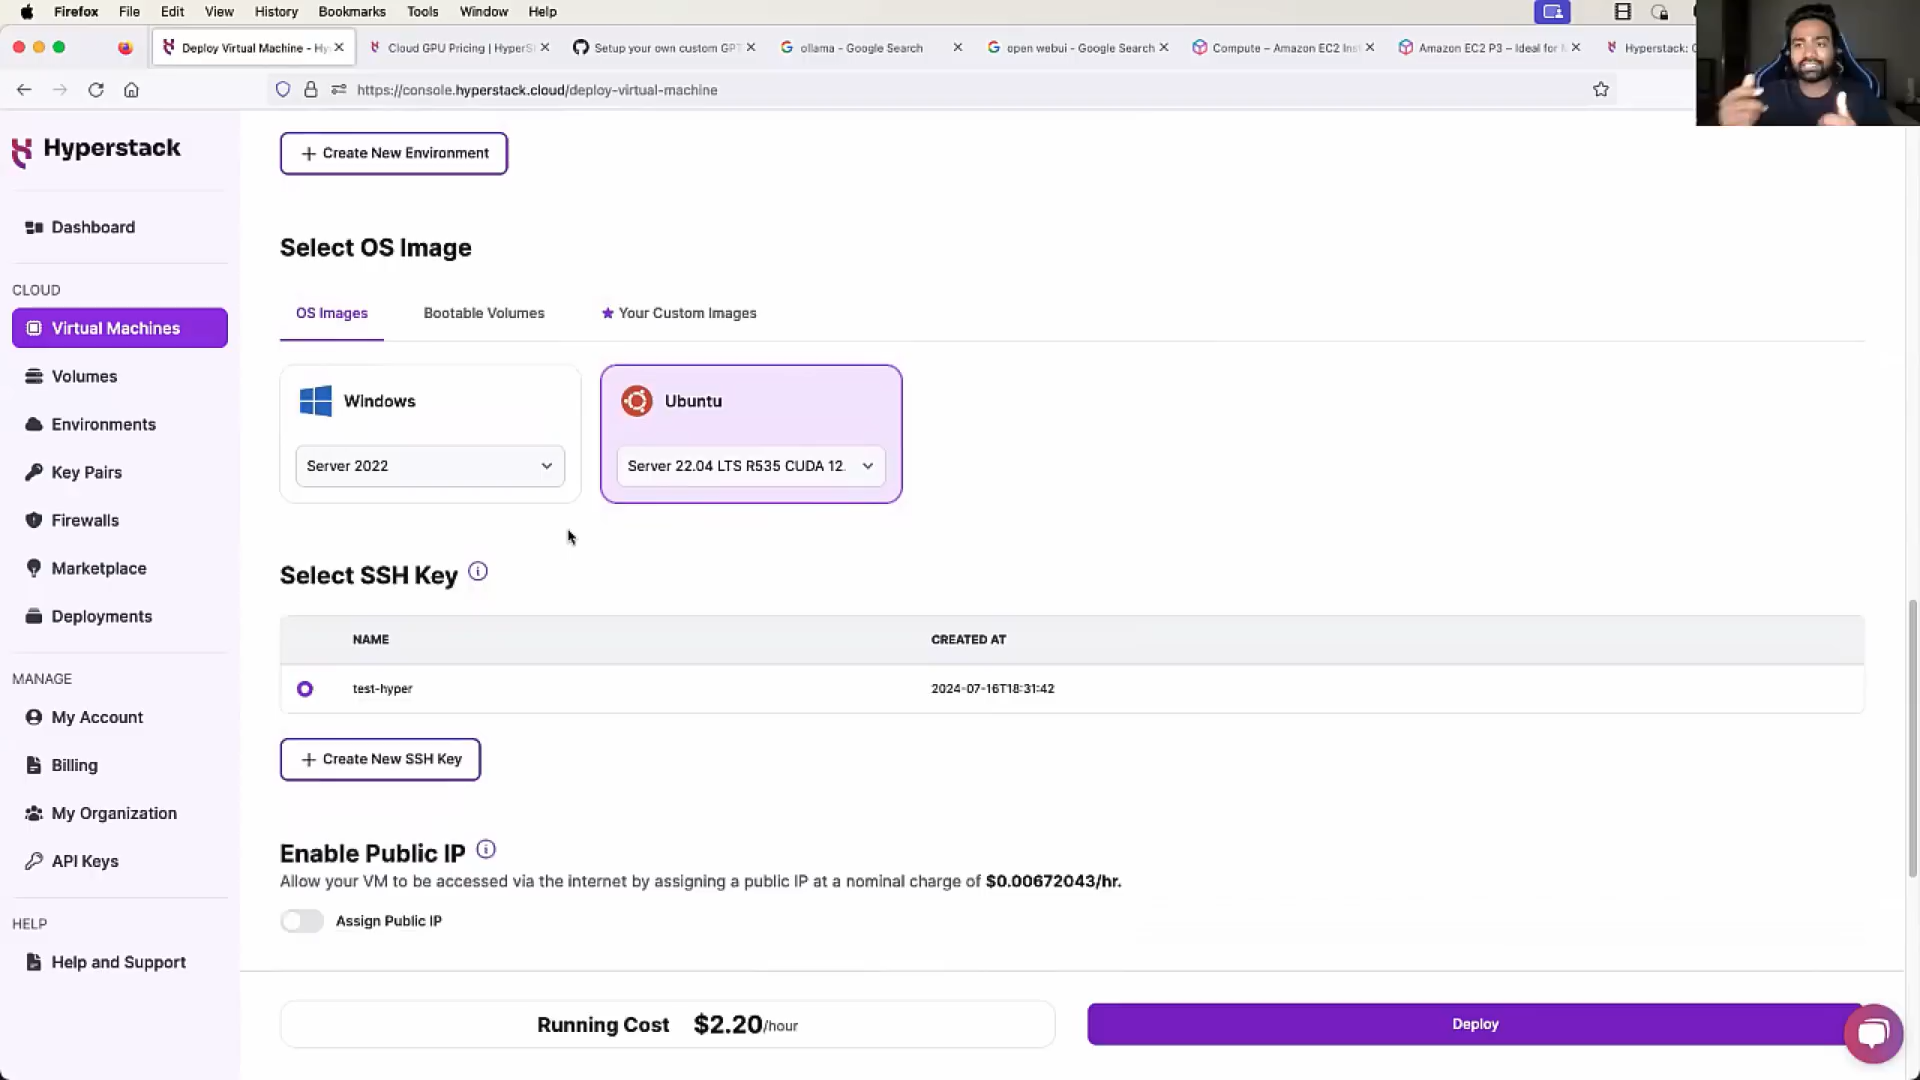 Firefox File Edit View History Bookmarks Tools Window Help
Deploy Virtual Machine - Hy
Cloud GPU Pricing | HyperS
Setup your own custom GPT
ollama - Google Search
open webui - Google Search
Compute – Amazon EC2 Ins
Amazon EC2 P3 – Ideal for
Hyperstack:
https://console.hyperstack.cloud/deploy-virtual-machine
Hyperstack
Dashboard
CLOUD
Virtual Machines
Volumes
Environments
Key Pairs
Firewalls
Marketplace
Deployments
MANAGE
My Account
Billing
My Organization
API Keys
HELP
Help and Support
+ Create New Environment
Select OS Image
OS Images
Bootable Volumes
★ Your Custom Images
Windows
Server 2022
Ubuntu
Server 22.04 LTS R535 CUDA 12.
Select SSH Key
NAME CREATED AT
test-hyper 2024-07-16T18:31:42
+ Create New SSH Key
Enable Public IP
Allow your VM to be accessed via the internet by assigning a public IP at a nominal charge of $0.00672043/hr.
Assign Public IP
Running Cost $2.20/hour
Deploy